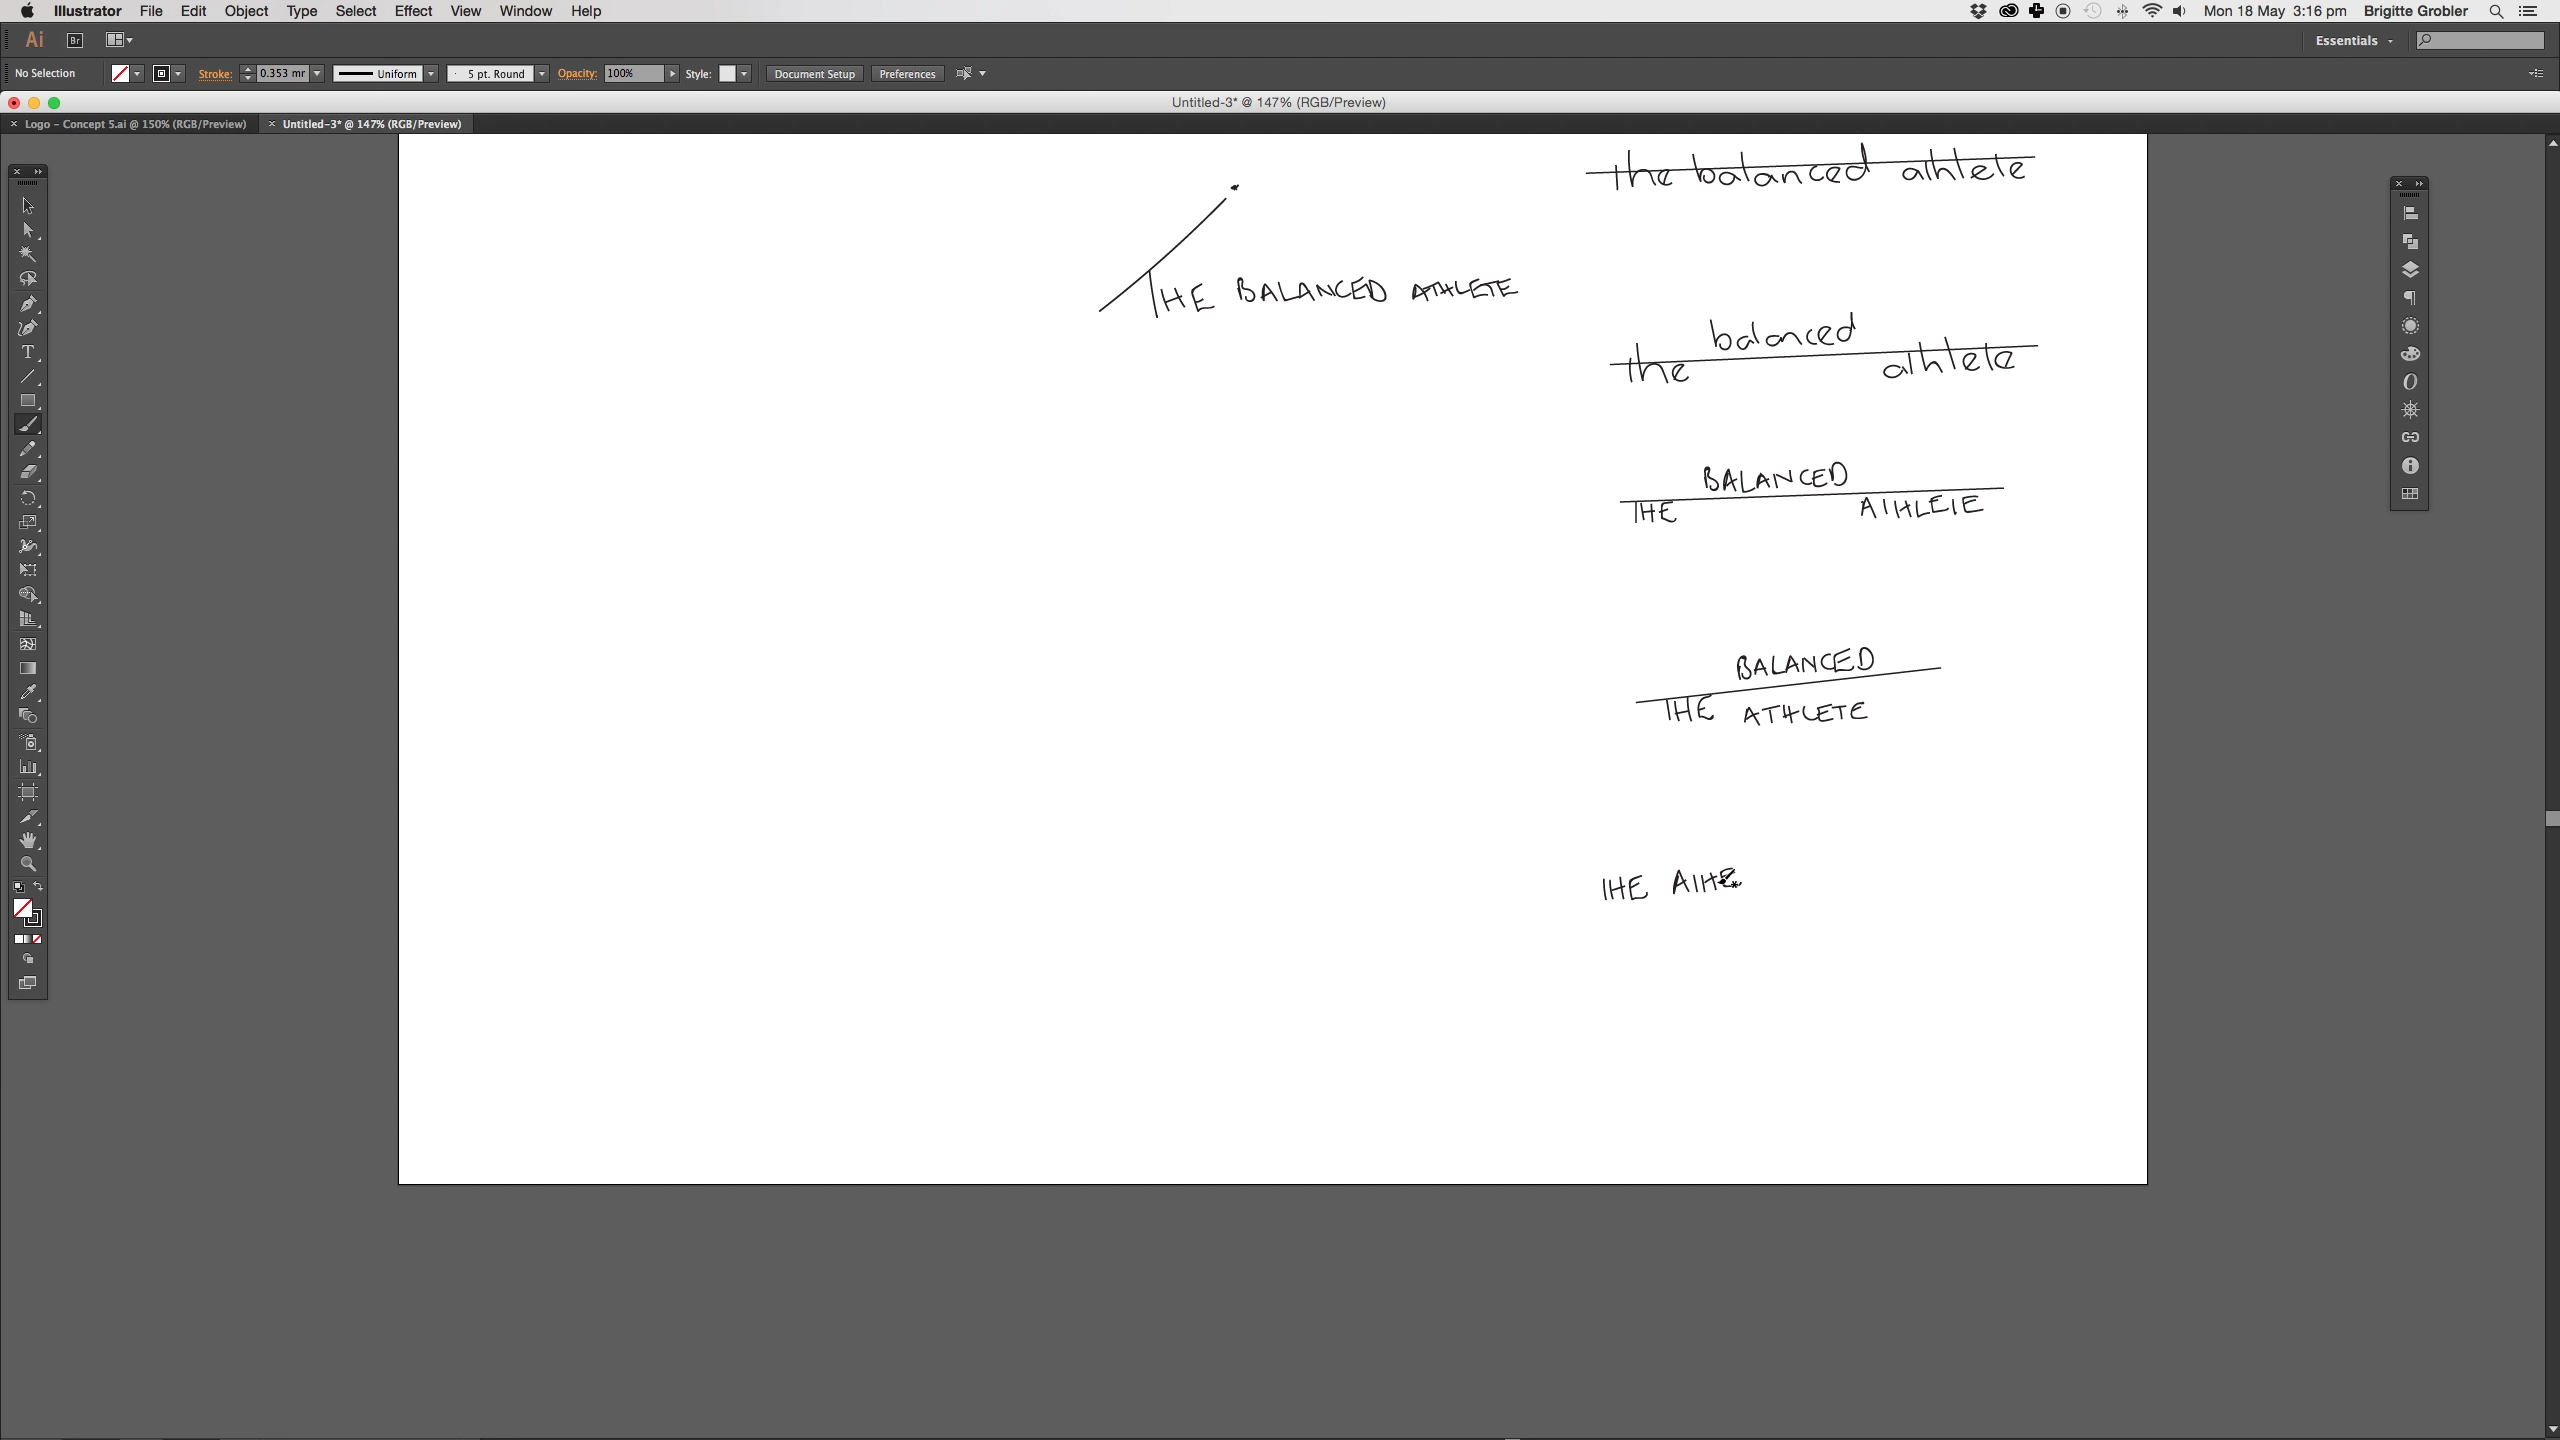 Illustrator File Edit Object Type Select Effect View Window Help Mon 18 May 3:16 pm Brigitte Grobler
Ai Br Essentials
No Selection Stroke: 0.353 mr Uniform 5 pt. Round Opacity: 100% Style: Document Setup Preferences
Untitled-3* @ 147% (RGB/Preview)
Logo - Concept 5.ai @ 150% (RGB/Preview) Untitled-3* @ 147% (RGB/Preview)
the balanced athlete
THE BALANCED ATHLETE
balanced
the athlete
BALANCED
THE ATHLETE
BALANCED
THE ATHLETE
THE ATHE